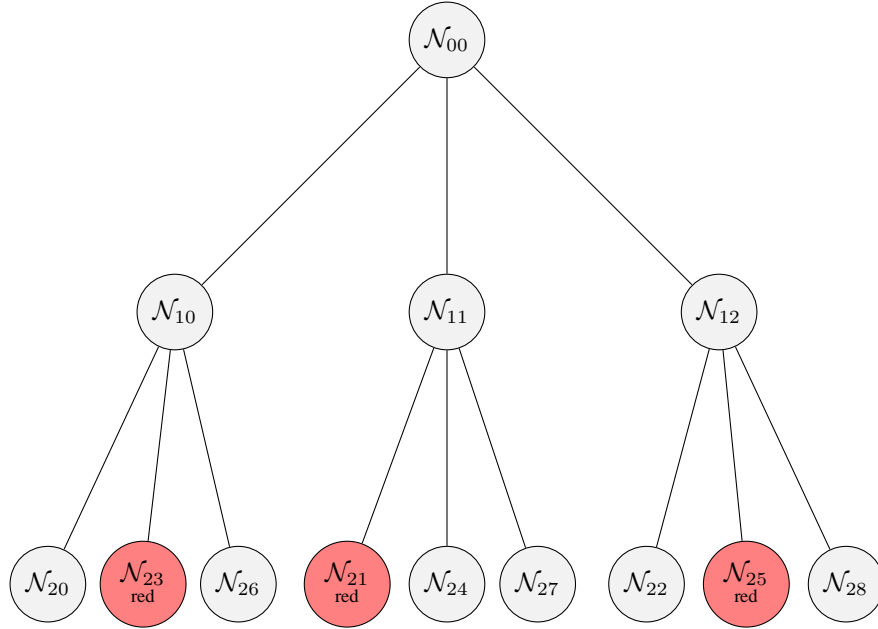 𝒩₀₀
𝒩₁₀
𝒩₁₁
𝒩₁₂
𝒩₂₀
𝒩₂₃
red
𝒩₂₆
𝒩₂₁
red
𝒩₂₄
𝒩₂₇
𝒩₂₂
𝒩₂₅
red
𝒩₂₈